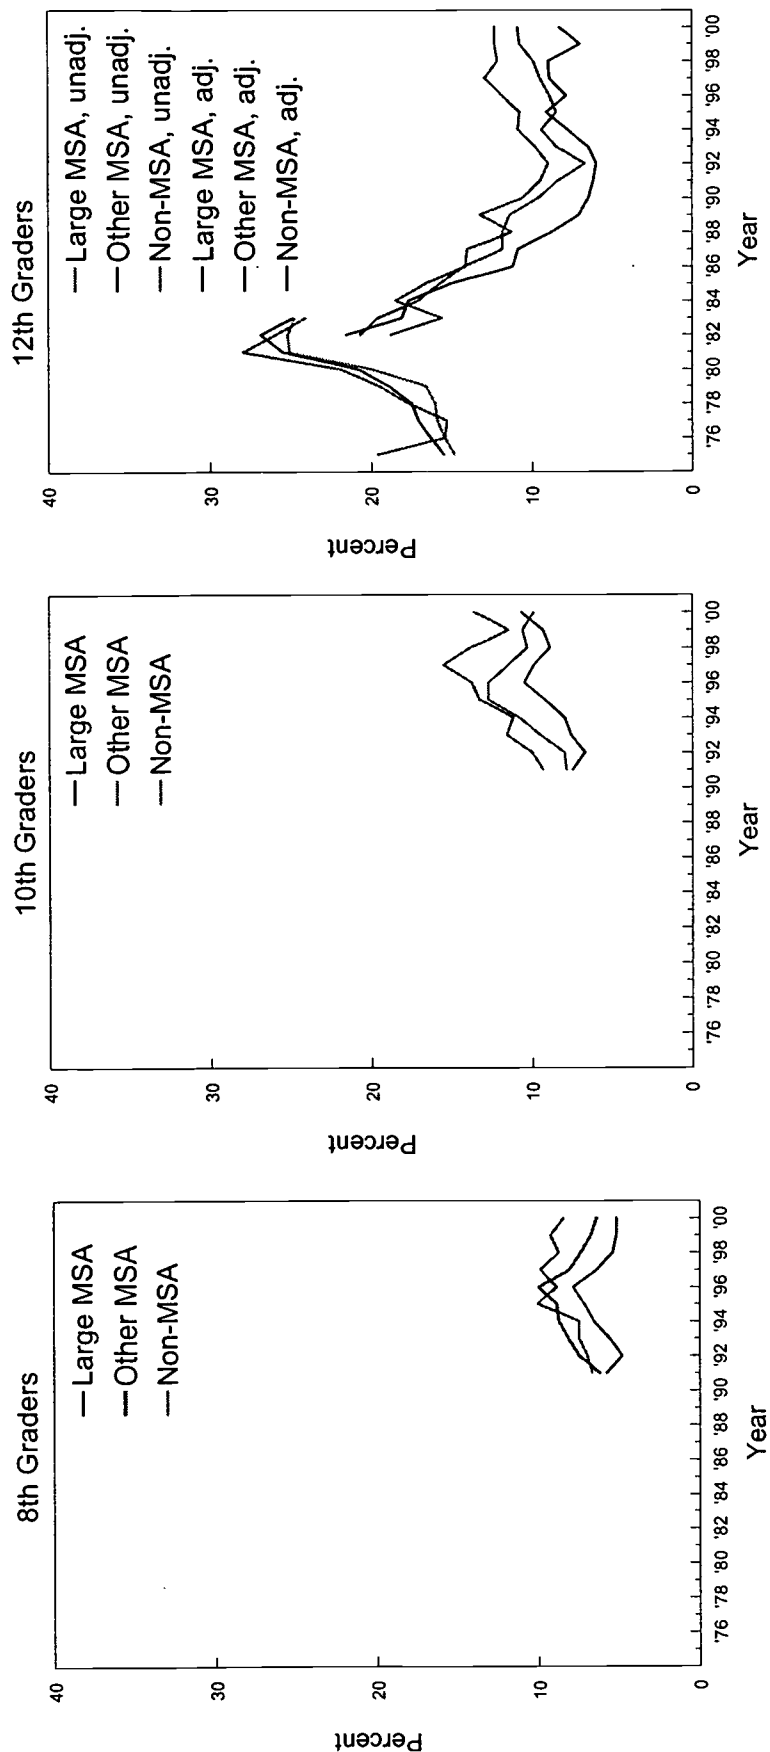 8th Graders
Large MSA
Other MSA
Non-MSA
40
30
20
10
0
Percent
'76 '78 '80 '82 '84 '86 '88 '90 '92 '94 '96 '98 '00
Year
10th Graders
Large MSA
Other MSA
Non-MSA
40
30
20
10
0
Percent
'76 '78 '80 '82 '84 '86 '88 '90 '92 '94 '96 '98 '00
Year
12th Graders
Large MSA, unadj.
Other MSA, unadj.
Non-MSA, unadj.
Large MSA, adj.
Other MSA, adj.
Non-MSA, adj.
40
30
20
10
0
Percent
'76 '78 '80 '82 '84 '86 '88 '90 '92 '94 '96 '98 '00
Year